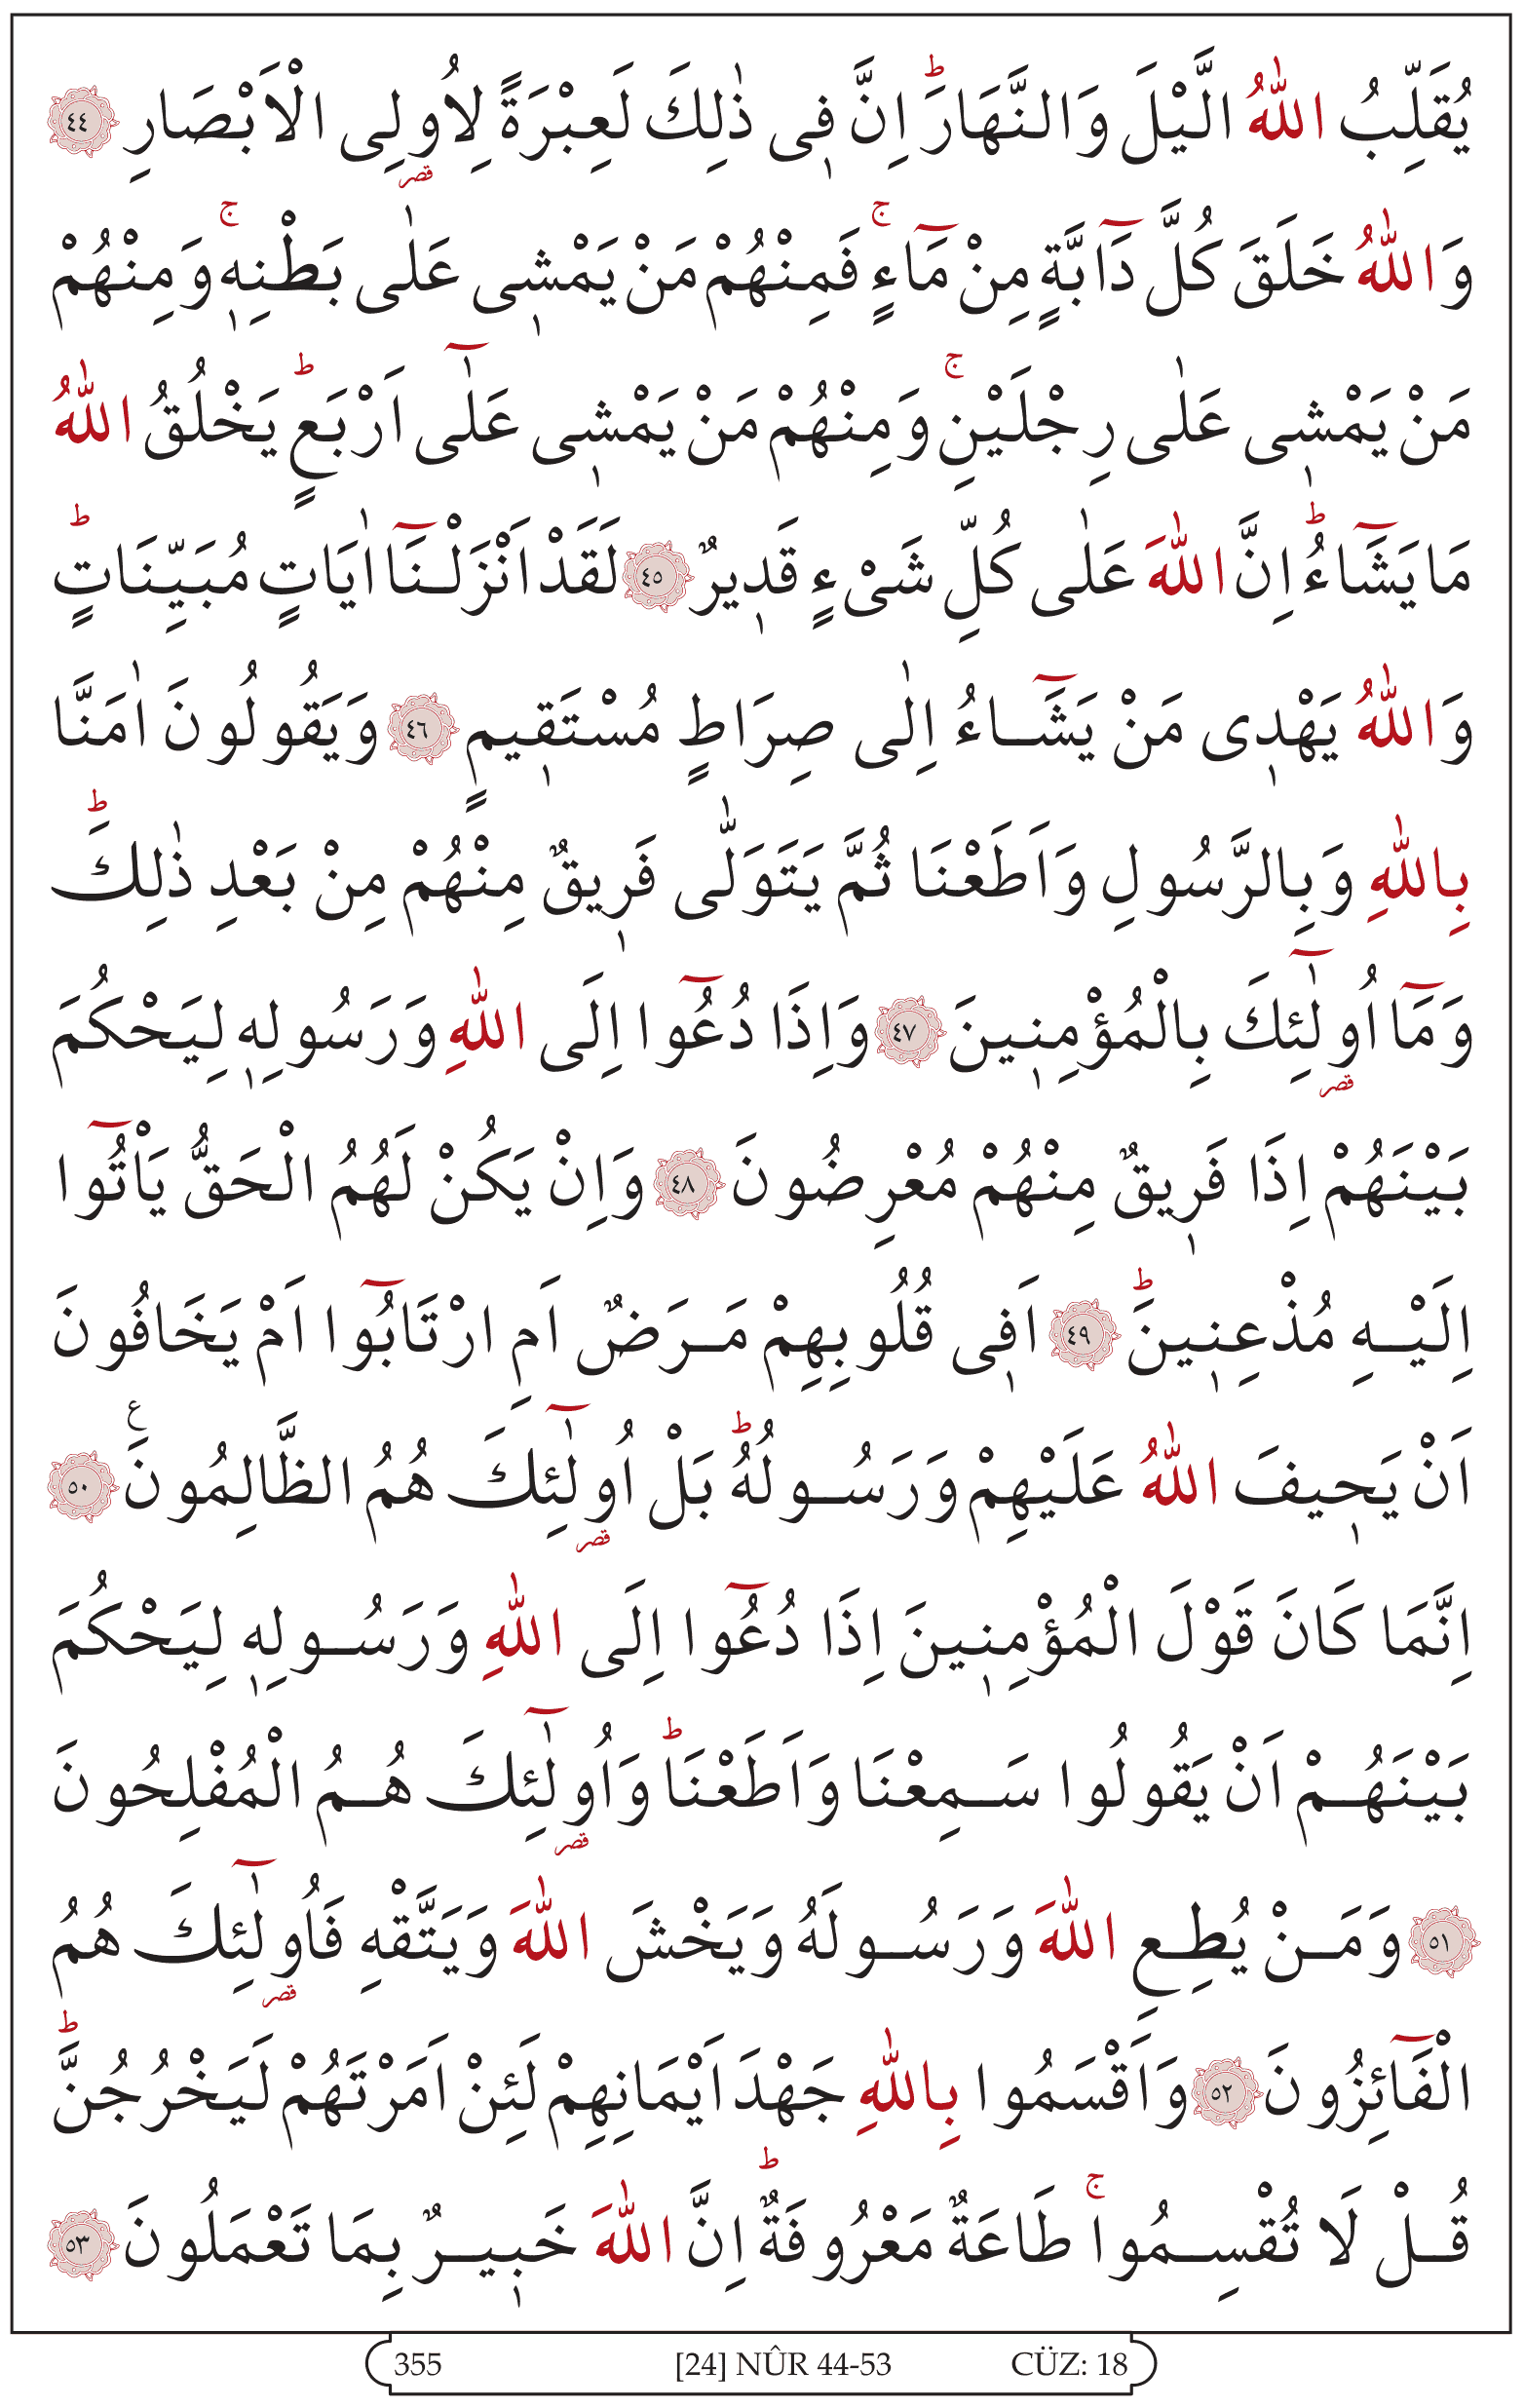 يُقَلِّبُ اللّٰهُ الَّيْلَ وَالنَّهَارَۜ اِنَّ ف۪ى ذٰلِكَ لَعِبْرَةً لِاُو۬لِى الْاَبْصَارِ ﴿٤٤﴾
وَاللّٰهُ خَلَقَ كُلَّ دَٓابَّةٍ مِنْ مَٓاءٍۚ فَمِنْهُمْ مَنْ يَمْش۪ى عَلٰى بَطْنِه۪ۚ وَمِنْهُمْ
مَنْ يَمْش۪ى عَلٰى رِجْلَيْنِۚ وَمِنْهُمْ مَنْ يَمْش۪ى عَلٰٓى اَرْبَعٍۜ يَخْلُقُ اللّٰهُ
مَا يَشَٓاءُۜ اِنَّ اللّٰهَ عَلٰى كُلِّ شَىْءٍ قَد۪يرٌ ﴿٤٥﴾ لَقَدْ اَنْزَلْنَٓا اٰيَاتٍ مُبَيِّنَاتٍۜ
وَاللّٰهُ يَهْد۪ى مَنْ يَشَٓاءُ اِلٰى صِرَاطٍ مُسْتَق۪يمٍ ﴿٤٦﴾ وَيَقُولُونَ اٰمَنَّا
بِاللّٰهِ وَبِالرَّسُولِ وَاَطَعْنَا ثُمَّ يَتَوَلّٰى فَر۪يقٌ مِنْهُمْ مِنْ بَعْدِ ذٰلِكَۜ
وَمَٓا اُو۬لٰٓئِكَ بِالْمُؤْمِن۪ينَ ﴿٤٧﴾ وَاِذَا دُعُٓوا اِلَى اللّٰهِ وَرَسُولِه۪ لِيَحْكُمَ
بَيْنَهُمْ اِذَا فَر۪يقٌ مِنْهُمْ مُعْرِضُونَ ﴿٤٨﴾ وَاِنْ يَكُنْ لَهُمُ الْحَقُّ يَاْتُٓوا
اِلَيْهِ مُذْعِن۪ينَۜ ﴿٤٩﴾ اَف۪ى قُلُوبِهِمْ مَرَضٌ اَمِ ارْتَابُٓوا اَمْ يَخَافُونَ
اَنْ يَح۪يفَ اللّٰهُ عَلَيْهِمْ وَرَسُولُهُۜ بَلْ اُو۬لٰٓئِكَ هُمُ الظَّالِمُونَ۟ ﴿٥٠﴾
اِنَّمَا كَانَ قَوْلَ الْمُؤْمِن۪ينَ اِذَا دُعُٓوا اِلَى اللّٰهِ وَرَسُولِه۪ لِيَحْكُمَ
بَيْنَهُمْ اَنْ يَقُولُوا سَمِعْنَا وَاَطَعْنَاۜ وَاُو۬لٰٓئِكَ هُمُ الْمُفْلِحُونَ
﴿٥١﴾ وَمَنْ يُطِعِ اللّٰهَ وَرَسُولَهُ وَيَخْشَ اللّٰهَ وَيَتَّقْهِ فَاُو۬لٰٓئِكَ هُمُ
الْفَٓائِزُونَ ﴿٥٢﴾ وَاَقْسَمُوا بِاللّٰهِ جَهْدَ اَيْمَانِهِمْ لَئِنْ اَمَرْتَهُمْ لَيَخْرُجُنَّۜ
قُلْ لَا تُقْسِمُواۚ طَاعَةٌ مَعْرُوفَةٌۜ اِنَّ اللّٰهَ خَب۪يرٌ بِمَا تَعْمَلُونَ ﴿٥٣﴾
355 [24] NÛR 44-53 CÜZ: 18